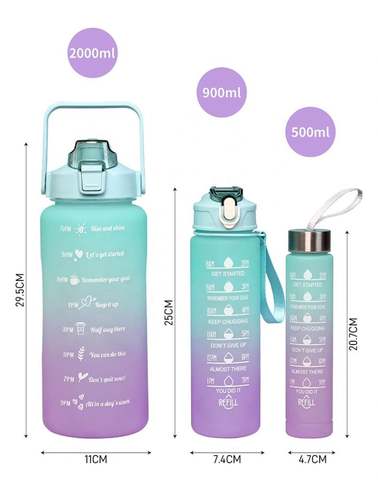 2000ml
900ml
500ml
29.5CM
7AM Rise and shine
9AM Let's get started
11AM Remember your goal
1PM Keep it up
3PM Half way there
5PM You can do this
7PM Don't quit now!
9PM All in a day's work
11CM
25CM
GET STARTED
REMEMBER YOUR GOAL
KEEP CHUGGING
DON'T GIVE UP
ALMOST THERE
YOU DID IT
REFILL
7.4CM
GET STARTED
REMEMBER YOUR GOAL
KEEP CHUGGING
DON'T GIVE UP
ALMOST THERE
YOU DID IT
REFILL
4.7CM
20.7CM